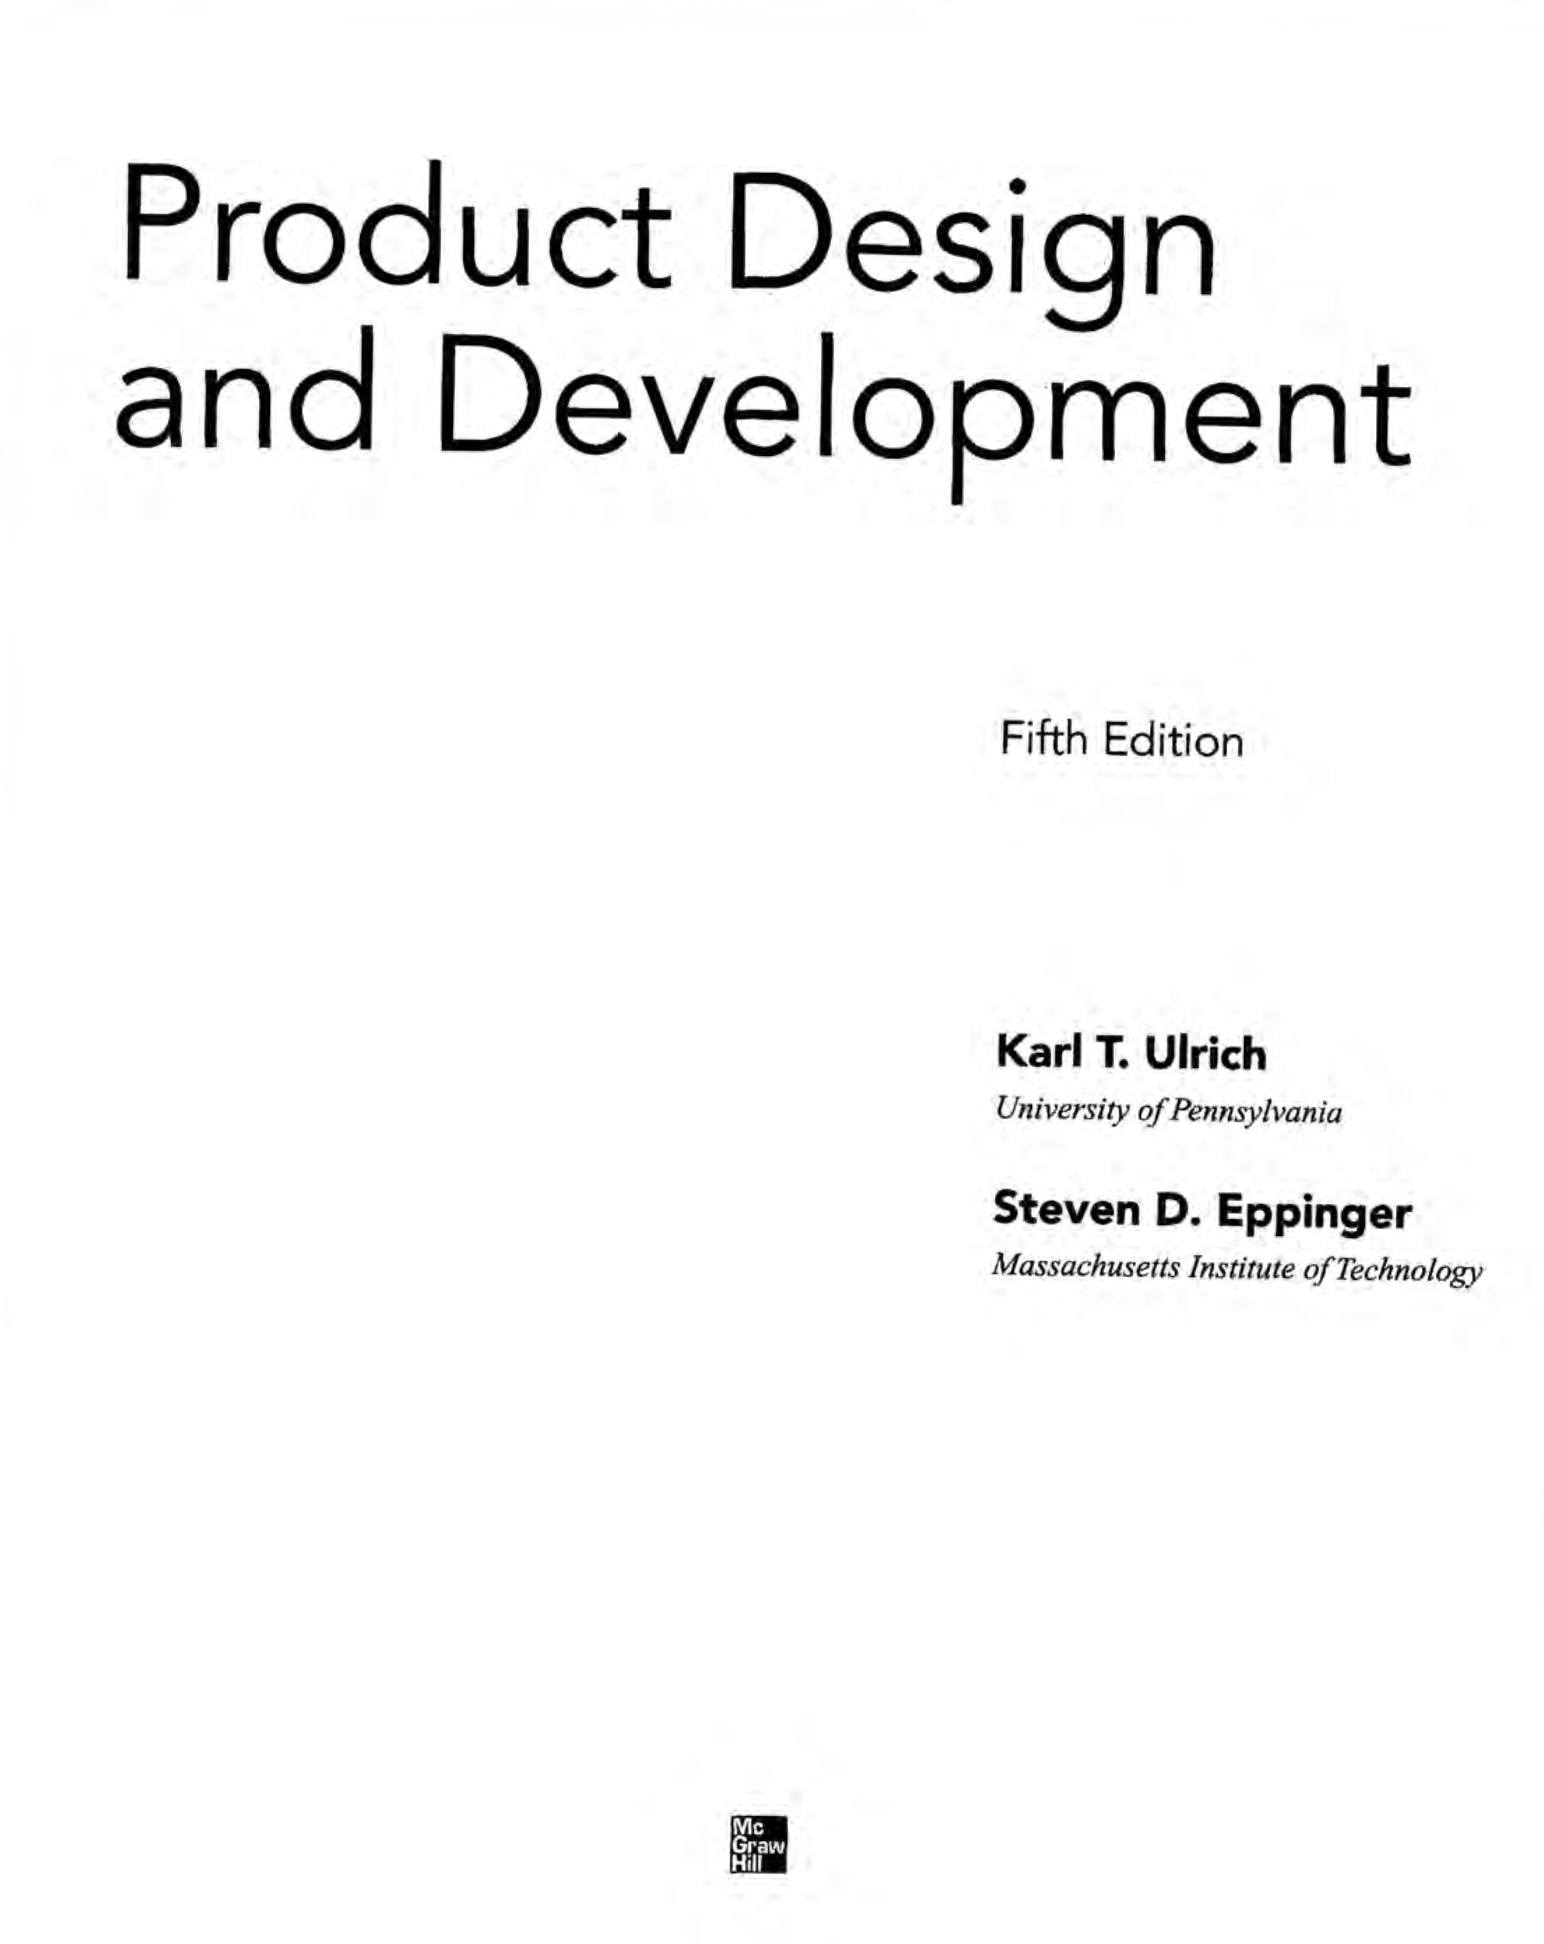 Product Design
and Development
Fifth Edition
Karl T. Ulrich
University of Pennsylvania
Steven D. Eppinger
Massachusetts Institute of Technology
Mc
Graw
Hill